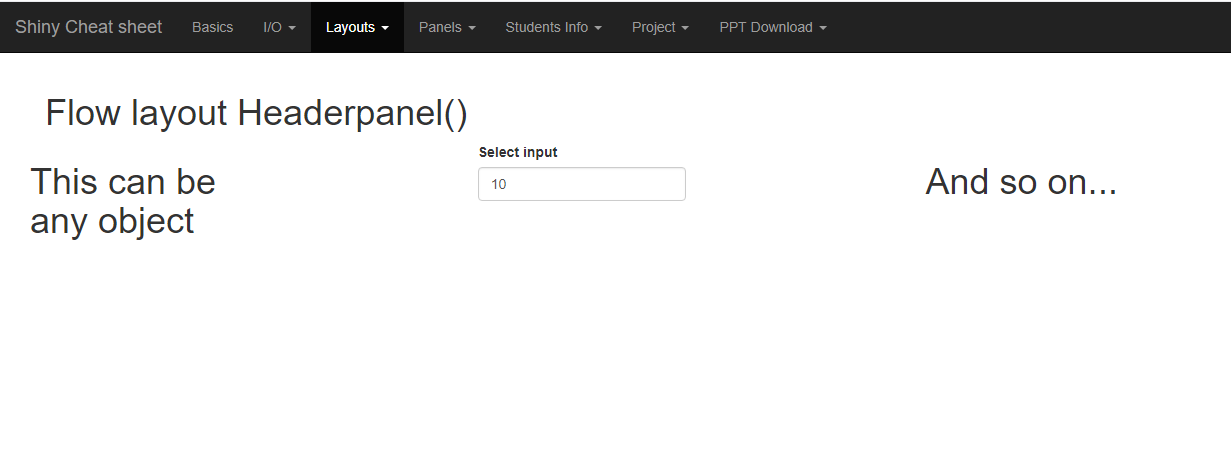 Shiny Cheat sheet Basics I/O Layouts Panels Students Info Project PPT Download
Flow layout Headerpanel()
Select input
This can be
any object
10
And so on...